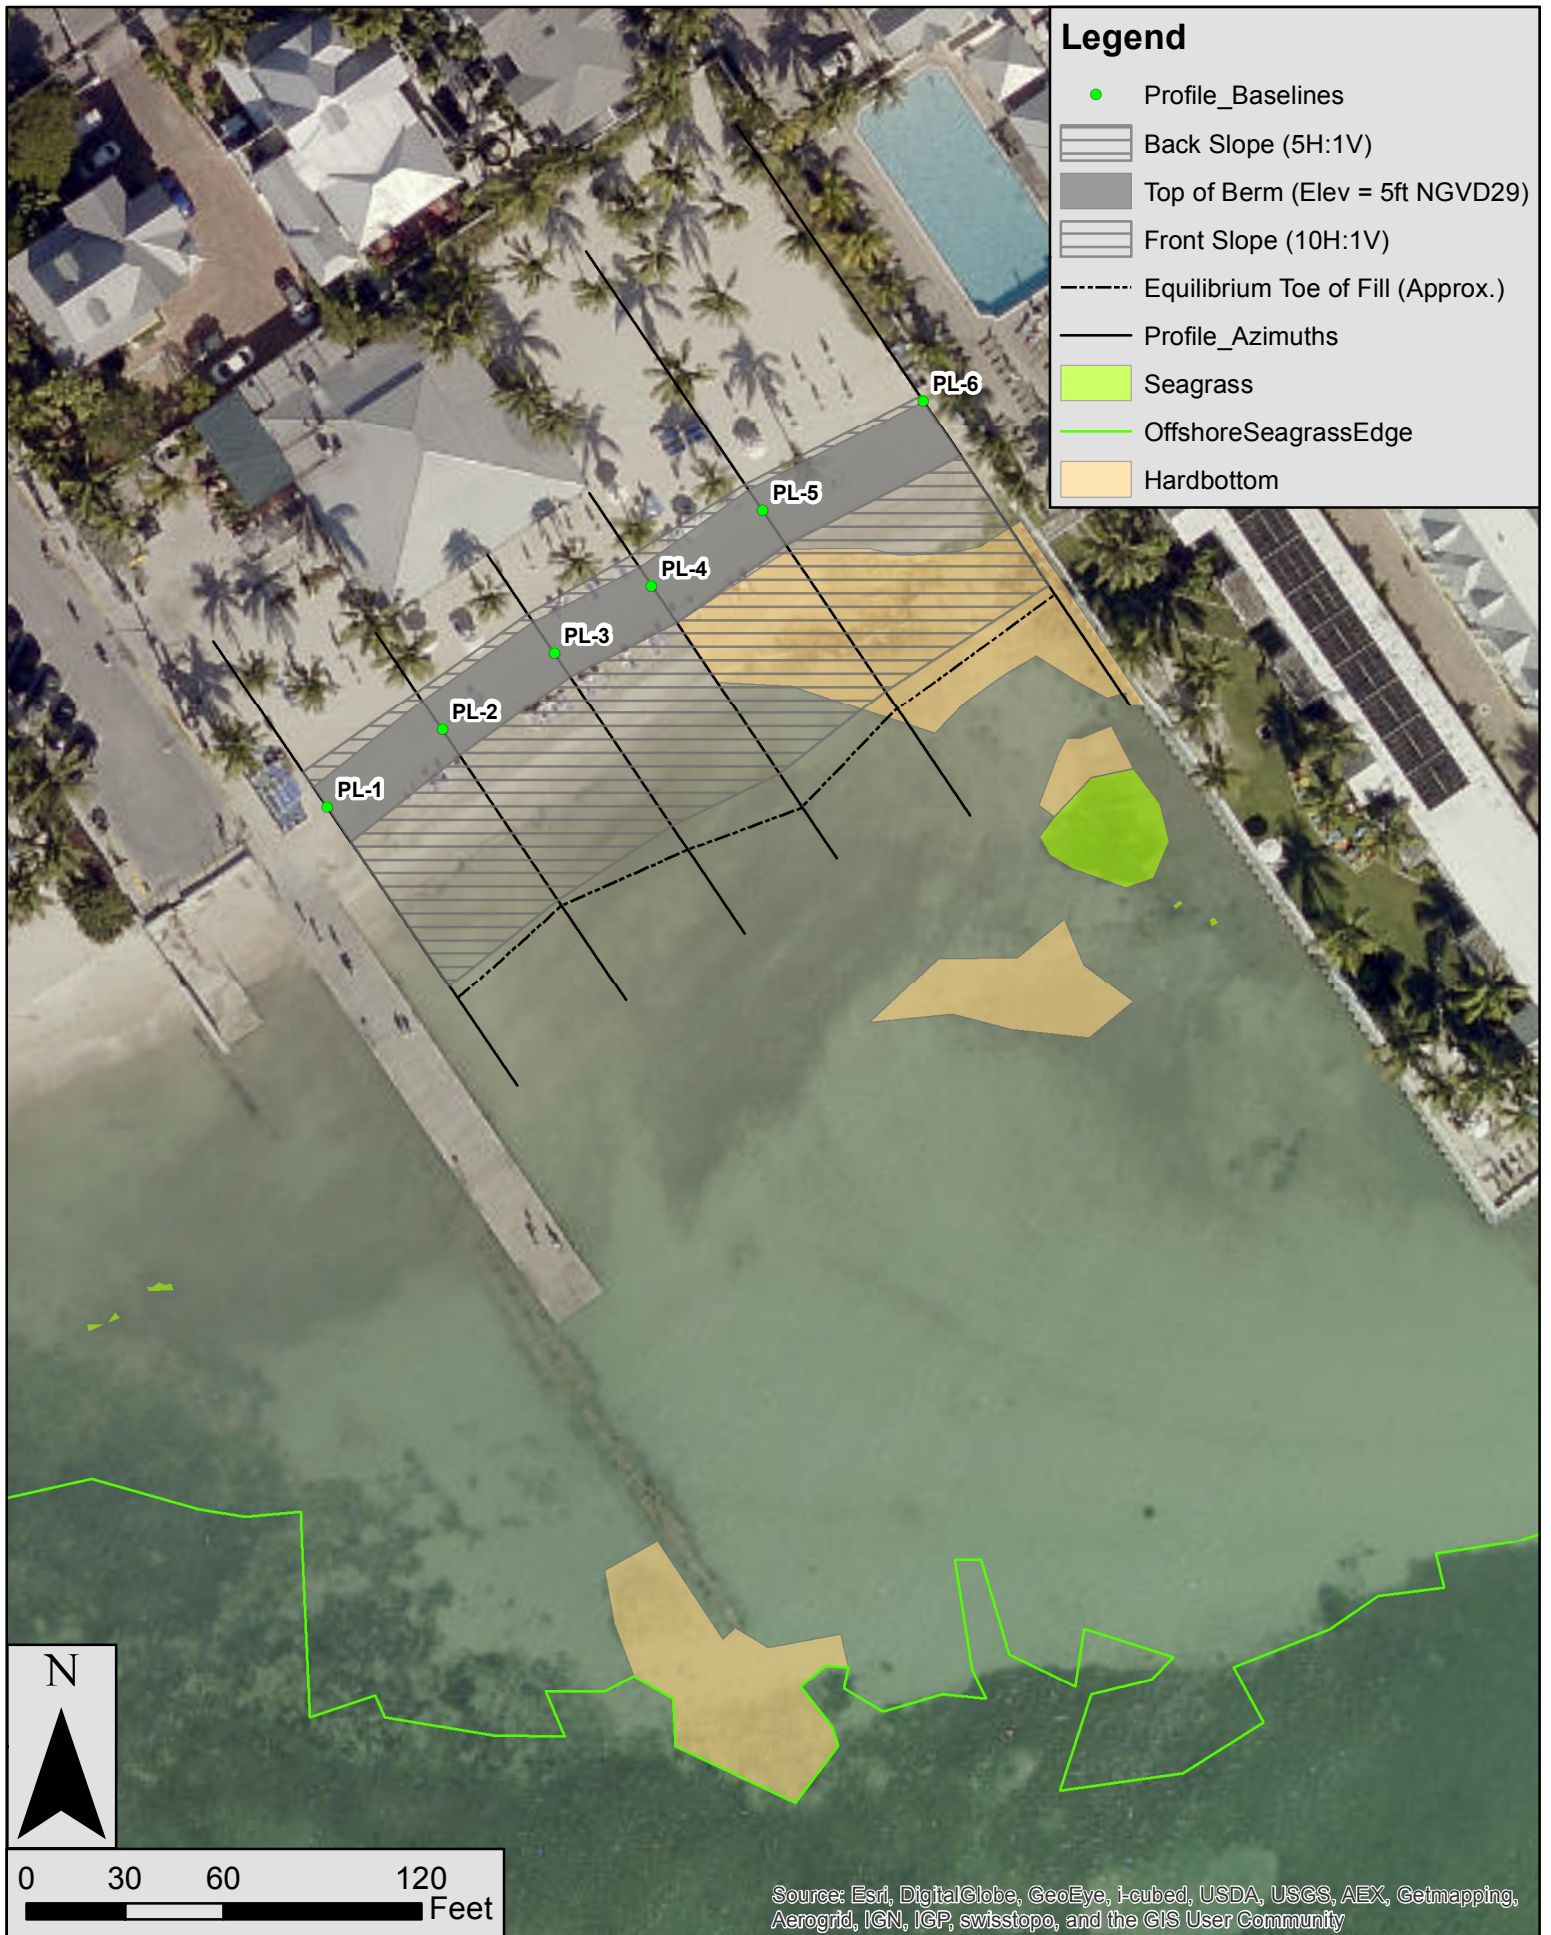 Legend
Profile_Baselines
Back Slope (5H:1V)
Top of Berm (Elev = 5ft NGVD29)
Front Slope (10H:1V)
Equilibrium Toe of Fill (Approx.)
Profile_Azimuths
Seagrass
OffshoreSeagrassEdge
Hardbottom
PL-6
PL-5
PL-4
PL-3
PL-2
PL-1
N
0 30 60 120
Feet
Source: Esri, DigitalGlobe, GeoEye, i-cubed, USDA, USGS, AEX, Getmapping,
Aerogrid, IGN, IGP, swisstopo, and the GIS User Community